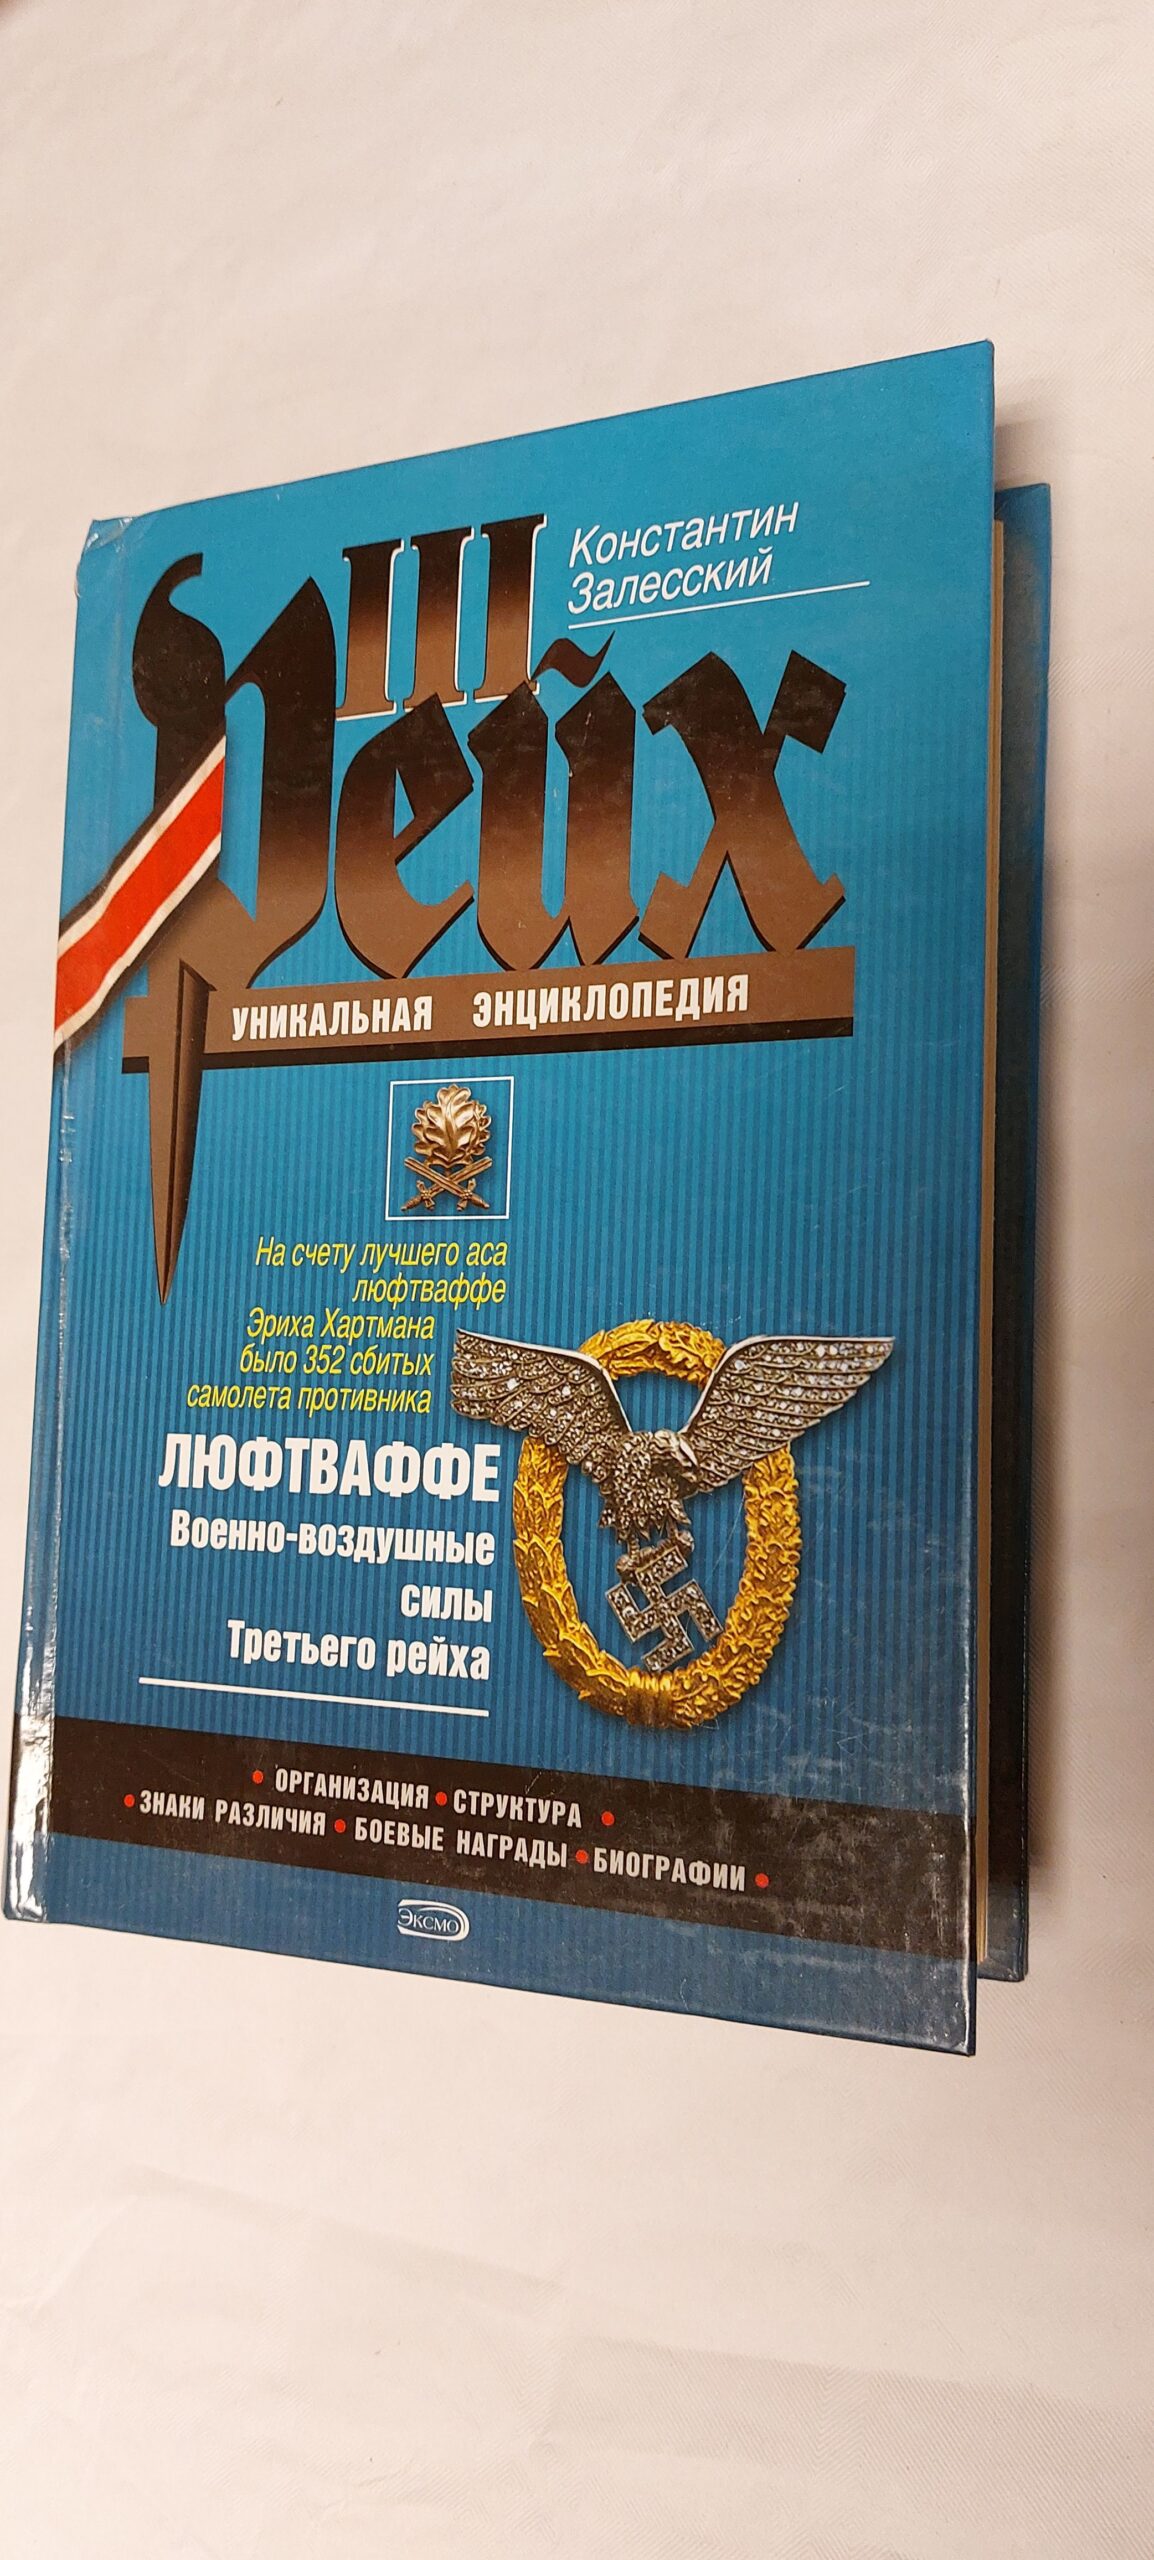 Константин
Залесский
III
Рейх
УНИКАЛЬНАЯ ЭНЦИКЛОПЕДИЯ
На счету лучшего аса
люфтваффе
Эриха Хартмана
было 352 сбитых
самолета противника
ЛЮФТВАФФЕ
Военно-воздушные
силы
Третьего рейха
• ОРГАНИЗАЦИЯ • СТРУКТУРА •
• ЗНАКИ РАЗЛИЧИЯ • БОЕВЫЕ НАГРАДЫ • БИОГРАФИИ •
ЭКСМО